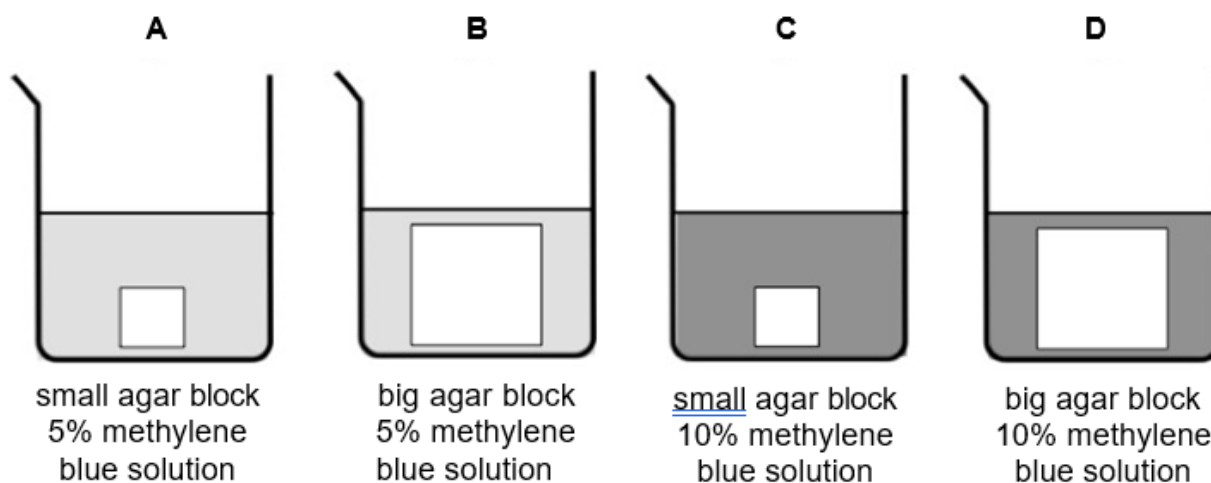 A
B
C
D
small agar block
5% methylene
blue solution
big agar block
5% methylene
blue solution
small agar block
10% methylene
blue solution
big agar block
10% methylene
blue solution